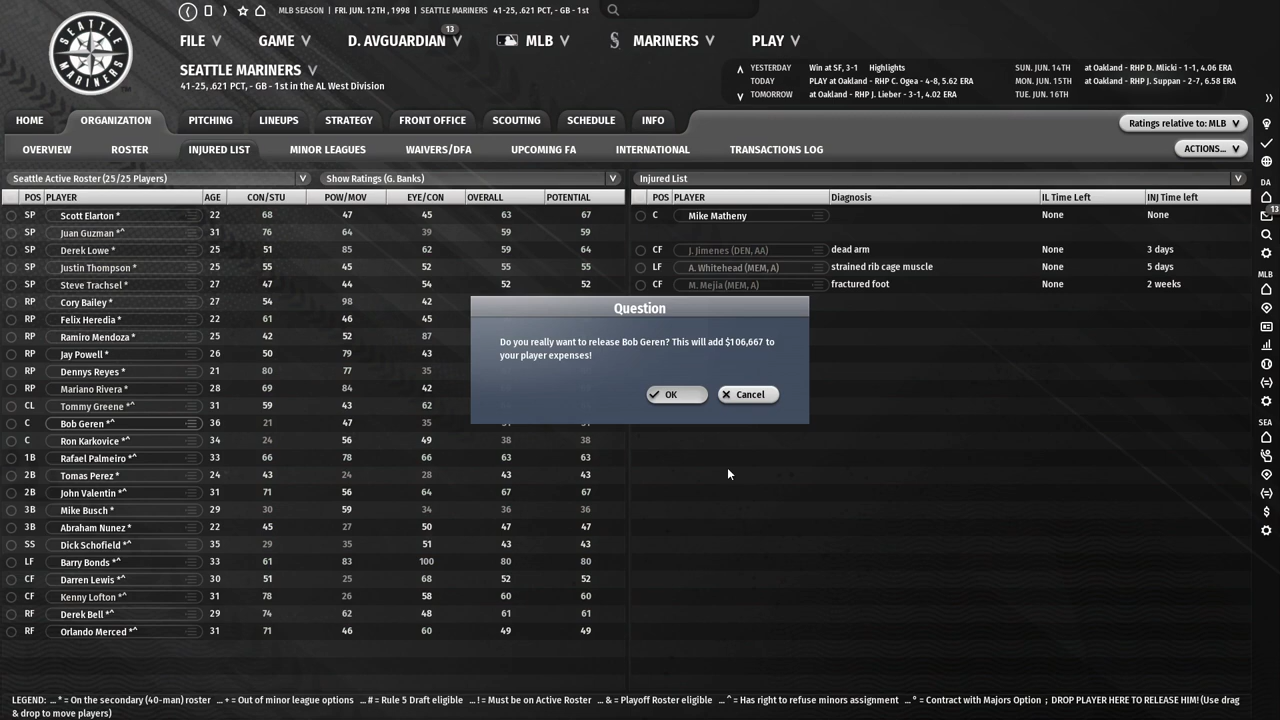 MLB SEASON | FRI. JUN. 12TH , 1998 | SEATTLE MARINERS 41-25, .621 PCT, - GB - 1st
FILE GAME D. AVGUARDIAN 13 MLB MARINERS PLAY
SEATTLE MARINERS
41-25, .621 PCT, - GB - 1st in the AL West Division
YESTERDAY Win at SF, 3-1 Highlights SUN. JUN. 14TH at Oakland - RHP D. Mlicki - 1-1, 4.06 ERA
TODAY PLAY at Oakland - RHP C. Ogea - 4-8, 5.62 ERA MON. JUN. 15TH at Oakland - RHP J. Suppan - 2-7, 6.58 ERA
TOMORROW at Oakland - RHP J. Lieber - 3-1, 4.02 ERA TUE. JUN. 16TH
SEATTLE MARINERS
HOME ORGANIZATION PITCHING LINEUPS STRATEGY FRONT OFFICE SCOUTING SCHEDULE INFO Ratings relative to: MLB
OVERVIEW ROSTER INJURED LIST MINOR LEAGUES WAIVERS/DFA UPCOMING FA INTERNATIONAL TRANSACTIONS LOG ACTIONS...
Seattle Active Roster (25/25 Players) Show Ratings (G. Banks) Injured List
POS PLAYER AGE CON/STU POW/MOV EYE/CON OVERALL POTENTIAL POS PLAYER Diagnosis IL Time Left INJ Time left
SP Scott Elarton * 22 68 47 45 63 67 C Mike Matheny None None
SP Juan Guzman *^ 31 76 64 39 59 59
SP Derek Lowe * 25 51 85 62 59 64 CF J. Jimenes (DEN, AA) dead arm None 3 days
SP Justin Thompson * 25 55 45 52 55 55 LF A. Whitehead (MEM, A) strained rib cage muscle None 5 days
SP Steve Trachsel * 27 47 44 54 52 52 CF M. Mejia (MEM, A) fractured foot None 2 weeks
RP Cory Bailey * 27 54 98 42
RP Felix Heredia * 22 61 46 45
RP Ramiro Mendoza * 25 42 52 87
RP Jay Powell * 26 50 79 43
RP Dennys Reyes * 21 80 77 35
RP Mariano Rivera * 28 69 84 42
CL Tommy Greene *^ 31 59 43 62
C Bob Geren *^ 36 21 47 35
C Ron Karkovice *^ 34 24 56 49 38 38
1B Rafael Palmeiro *^ 33 66 78 66 63 63
2B Tomas Perez * 24 43 24 28 43 43
2B John Valentin *^ 31 71 56 64 67 67
3B Mike Busch * 29 30 59 34 36 36
3B Abraham Nunez * 22 45 27 50 47 47
SS Dick Schofield *^ 35 29 35 51 43 43
LF Barry Bonds *^ 33 61 83 100 80 80
CF Darren Lewis *^ 30 51 25 68 52 52
CF Kenny Lofton *^ 31 78 26 58 60 60
RF Derek Bell *^ 29 74 62 48 61 61
RF Orlando Merced *^ 31 71 46 60 49 49
Question
Do you really want to release Bob Geren? This will add $106,667 to
your player expenses!
OK Cancel
DA
13
MLB
SEA
LEGEND: ... * = On the secondary (40-man) roster ... + = Out of minor league options ... # = Rule 5 Draft eligible ... ! = Must be on Active Roster ... & = Playoff Roster eligible ... ^ = Has right to refuse minors assignment ... ° = Contract with Majors Option ; DROP PLAYER HERE TO RELEASE HIM! (Use drag
& drop to move players)